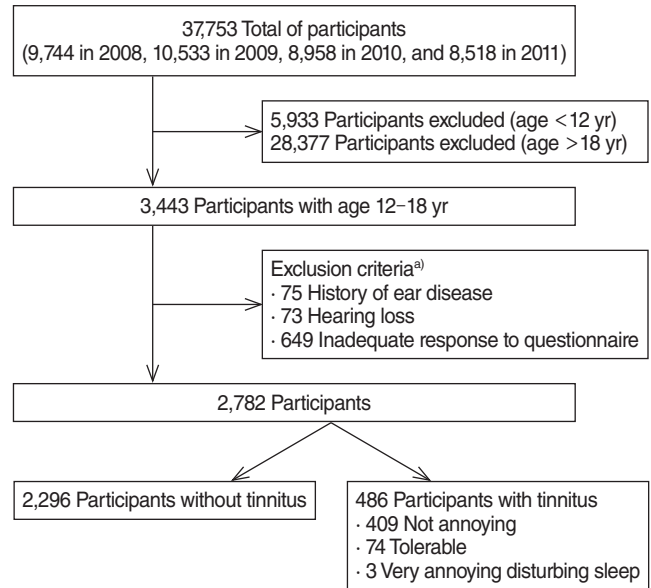 37,753 Total of participants
(9,744 in 2008, 10,533 in 2009, 8,958 in 2010, and 8,518 in 2011)
5,933 Participants excluded (age <12 yr)
28,377 Participants excluded (age >18 yr)
3,443 Participants with age 12–18 yr
Exclusion criteriaᵃ⁾
· 75 History of ear disease
· 73 Hearing loss
· 649 Inadequate response to questionnaire
2,782 Participants
2,296 Participants without tinnitus
486 Participants with tinnitus
· 409 Not annoying
· 74 Tolerable
· 3 Very annoying disturbing sleep